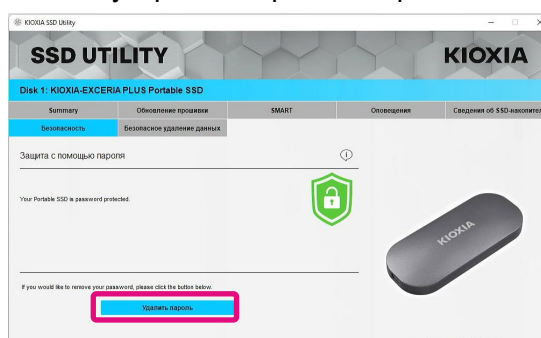 KIOXIA SSD Utility
SSD UTILITY
KIOXIA
Disk 1: KIOXIA-EXCERIA PLUS Portable SSD
Summary
Обновление прошивки
SMART
Оповещения
Сведения об SSD-накопител
Безопасность
Безопасное удаление данных
Защита с помощью пароля
Your Portable SSD is password protected.
KIOXIA
If you would like to remove your password, please click the button below.
Удалить пароль